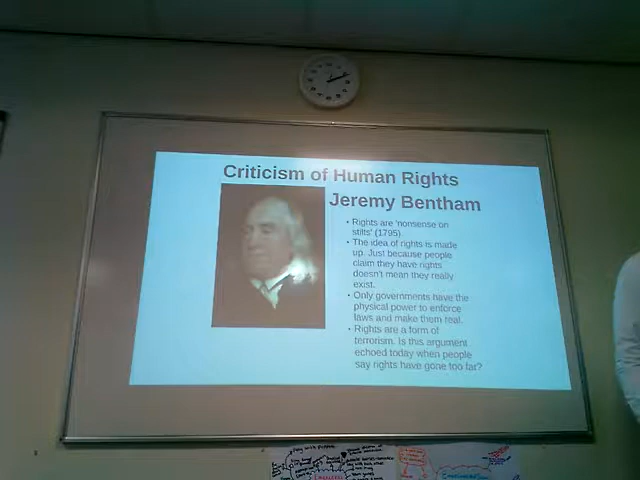 Criticism of Human Rights
Jeremy Bentham
• Rights are 'nonsense on
stilts' (1795)
• The idea of rights is made
up. Just because people
claim they have rights
doesn't mean they really
exist.
• Only governments have the
physical power to enforce
laws and make them real.
• Rights are a form of
terrorism. Is this argument
echoed today when people
say rights have gone too far?